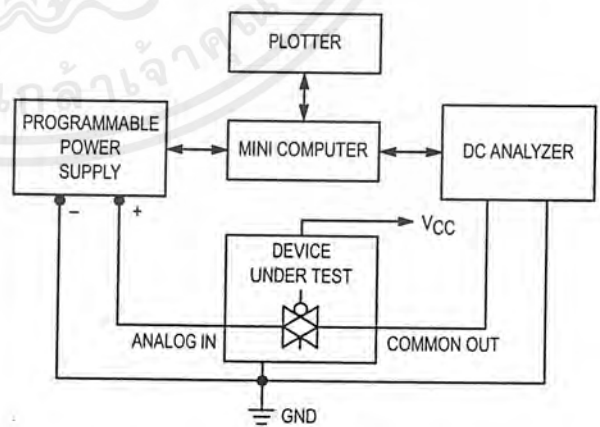 PLOTTER
PROGRAMMABLE
POWER
SUPPLY
MINI COMPUTER
DC ANALYZER
−
+
VCC
DEVICE
UNDER TEST
ANALOG IN
COMMON OUT
GND